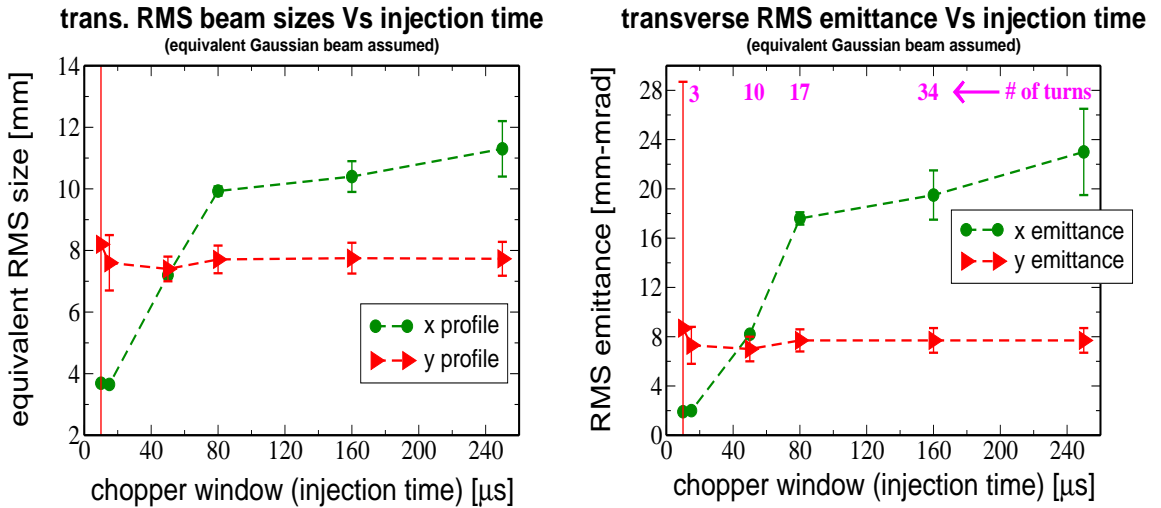 trans. RMS beam sizes Vs injection time
(equivalent Gaussian beam assumed)
equivalent RMS size [mm]
14
12
10
8
6
4
2
x profile
y profile
0 40 80 120 160 200 240
chopper window (injection time) [μs]
transverse RMS emittance Vs injection time
(equivalent Gaussian beam assumed)
RMS emittance [mm-mrad]
28
24
20
16
12
8
4
0
3 10 17 34 # of turns
x emittance
y emittance
0 40 80 120 160 200 240
chopper window (injection time) [μs]